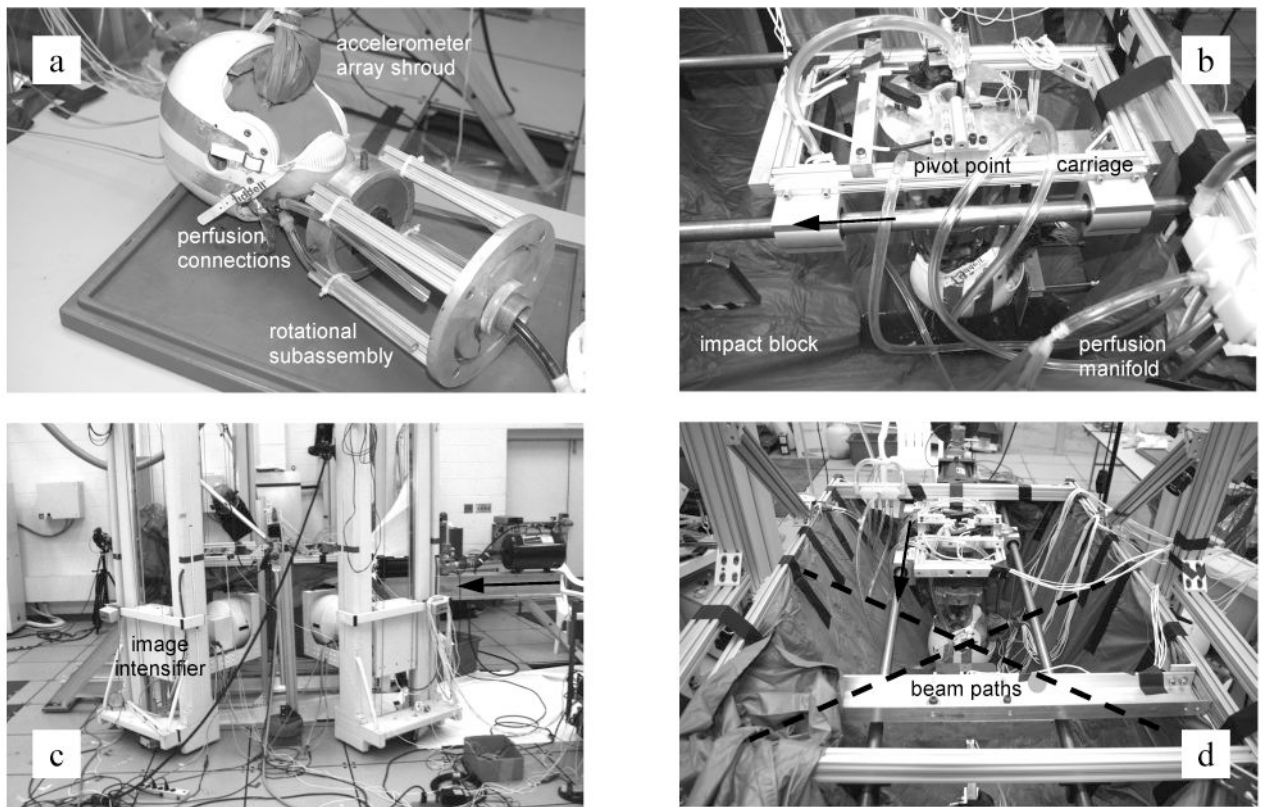 a
accelerometer
array shroud
perfusion
connections
rotational
subassembly
b
pivot point
carriage
impact block
perfusion
manifold
image
intensifier
c
beam paths
d